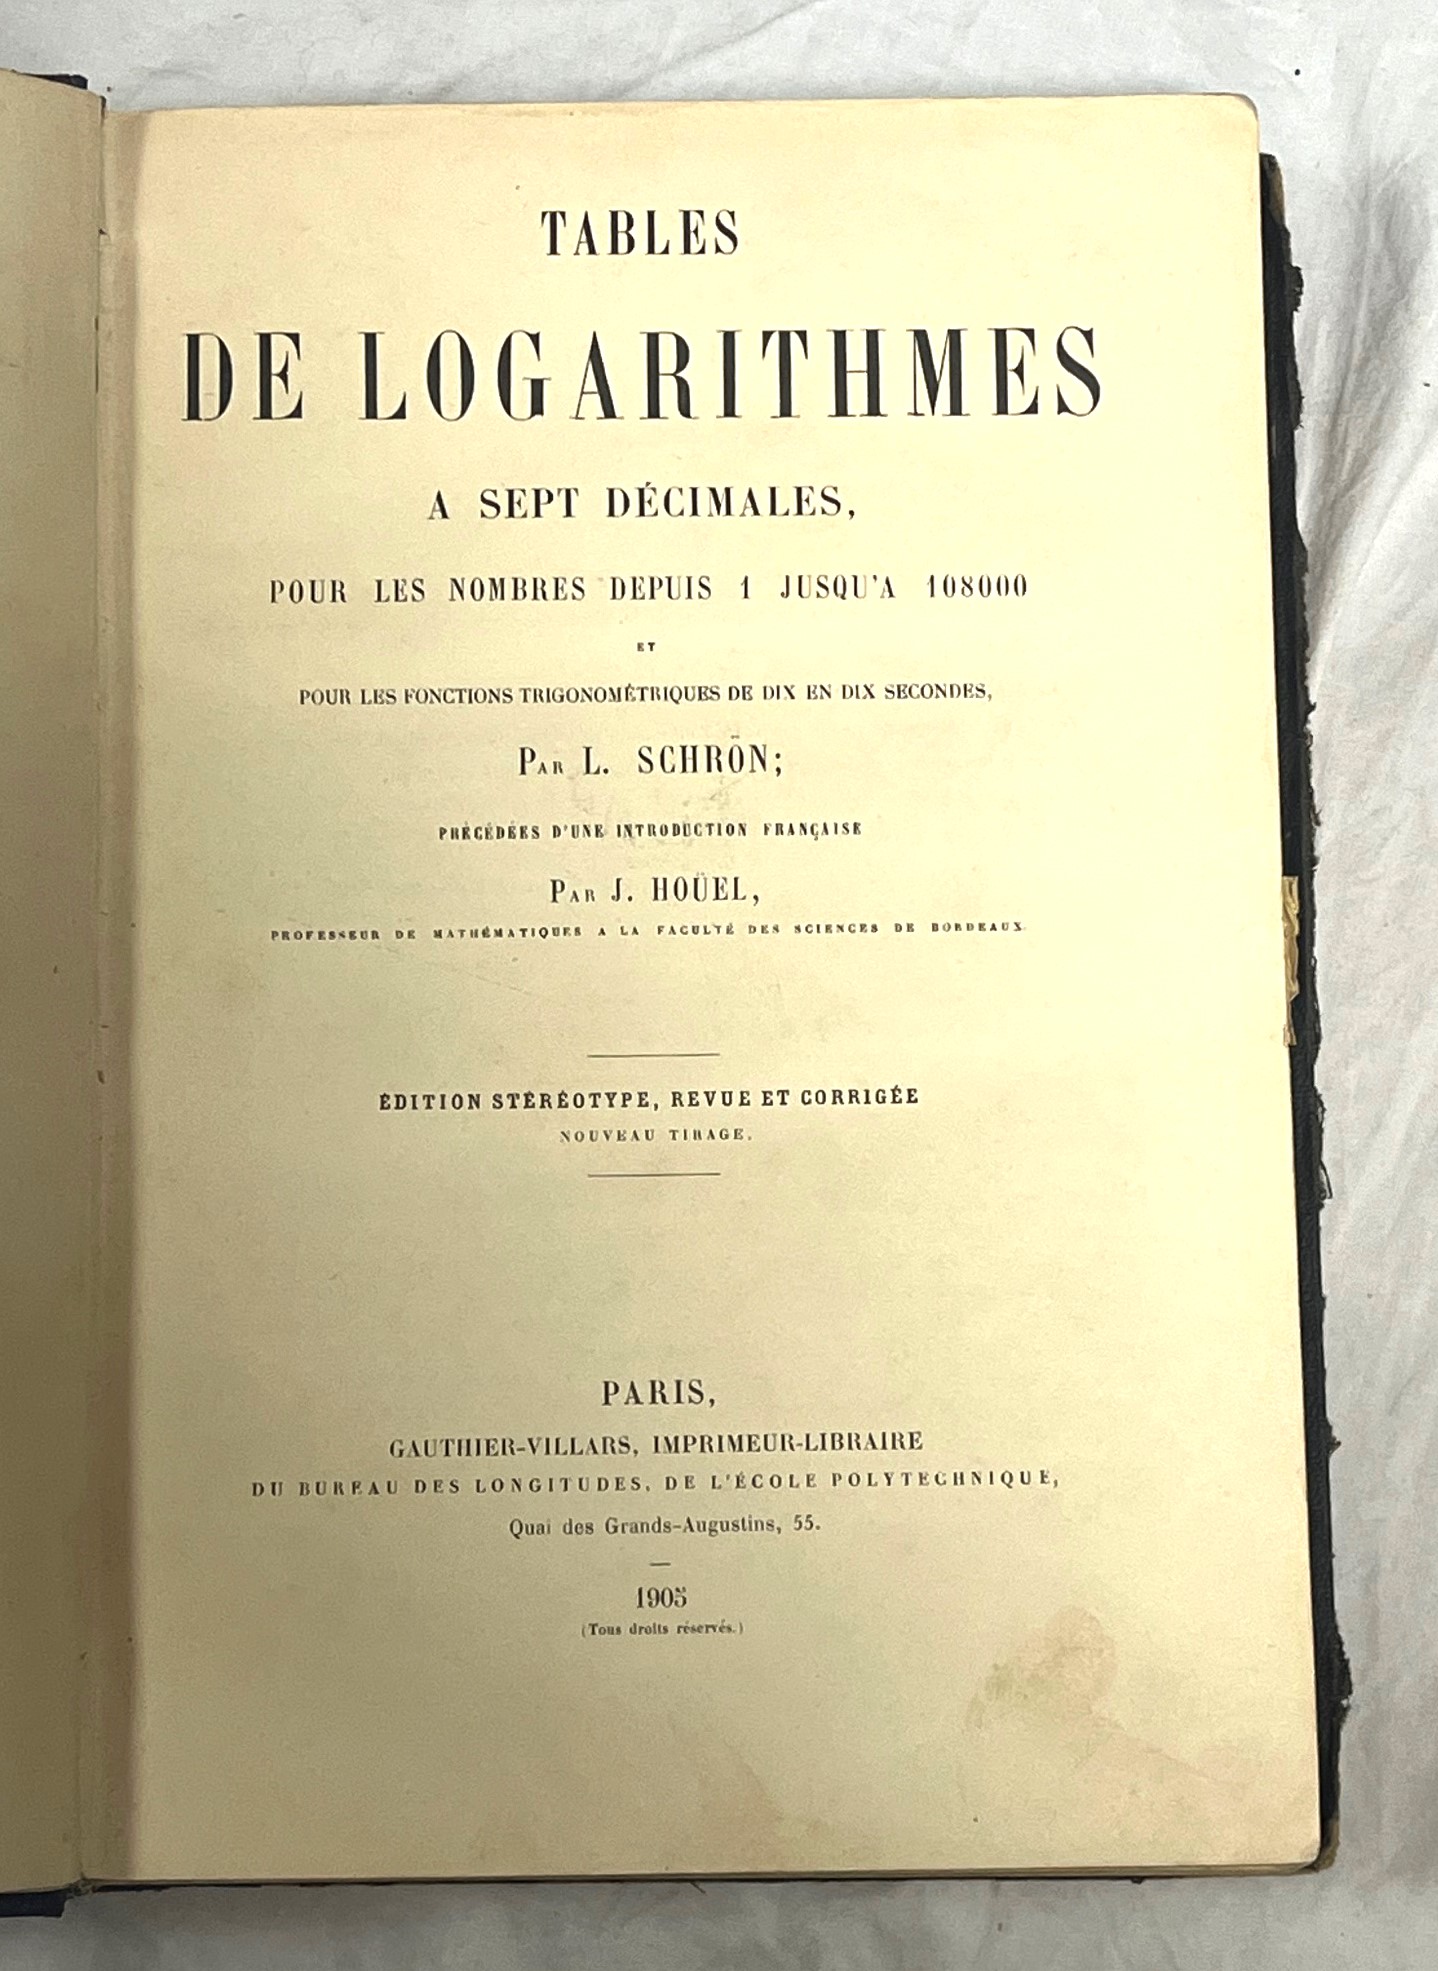 TABLES
DE LOGARITHMES
A SEPT DÉCIMALES,
POUR LES NOMBRES DEPUIS 1 JUSQU'A 108000
ET
POUR LES FONCTIONS TRIGONOMÉTRIQUES DE DIX EN DIX SECONDES,
PAR L. SCHRÖN;
PRÉCÉDÉES D'UNE INTRODUCTION FRANÇAISE
PAR J. HOÜEL,
PROFESSEUR DE MATHÉMATIQUES A LA FACULTÉ DES SCIENCES DE BORDEAUX.
ÉDITION STÉRÉOTYPE, REVUE ET CORRIGÉE
NOUVEAU TIRAGE.
PARIS,
GAUTHIER-VILLARS, IMPRIMEUR-LIBRAIRE
DU BUREAU DES LONGITUDES, DE L'ÉCOLE POLYTECHNIQUE,
Quai des Grands-Augustins, 55.
1905
(Tous droits réservés.)